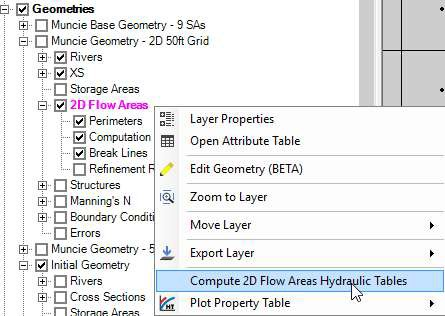 Geometries
Muncie Base Geometry - 9 SAs
Muncie Geometry - 2D 50ft Grid
Rivers
XS
Storage Areas
2D Flow Areas
Perimeters
Computation
Break Lines
Refinement R
Structures
Manning's N
Boundary Conditi
Errors
Muncie Geometry - 5
Initial Geometry
Rivers
Cross Sections
Storage Areas
Layer Properties
Open Attribute Table
Edit Geometry (BETA)
Zoom to Layer
Move Layer
Export Layer
Compute 2D Flow Areas Hydraulic Tables
HT Plot Property Table